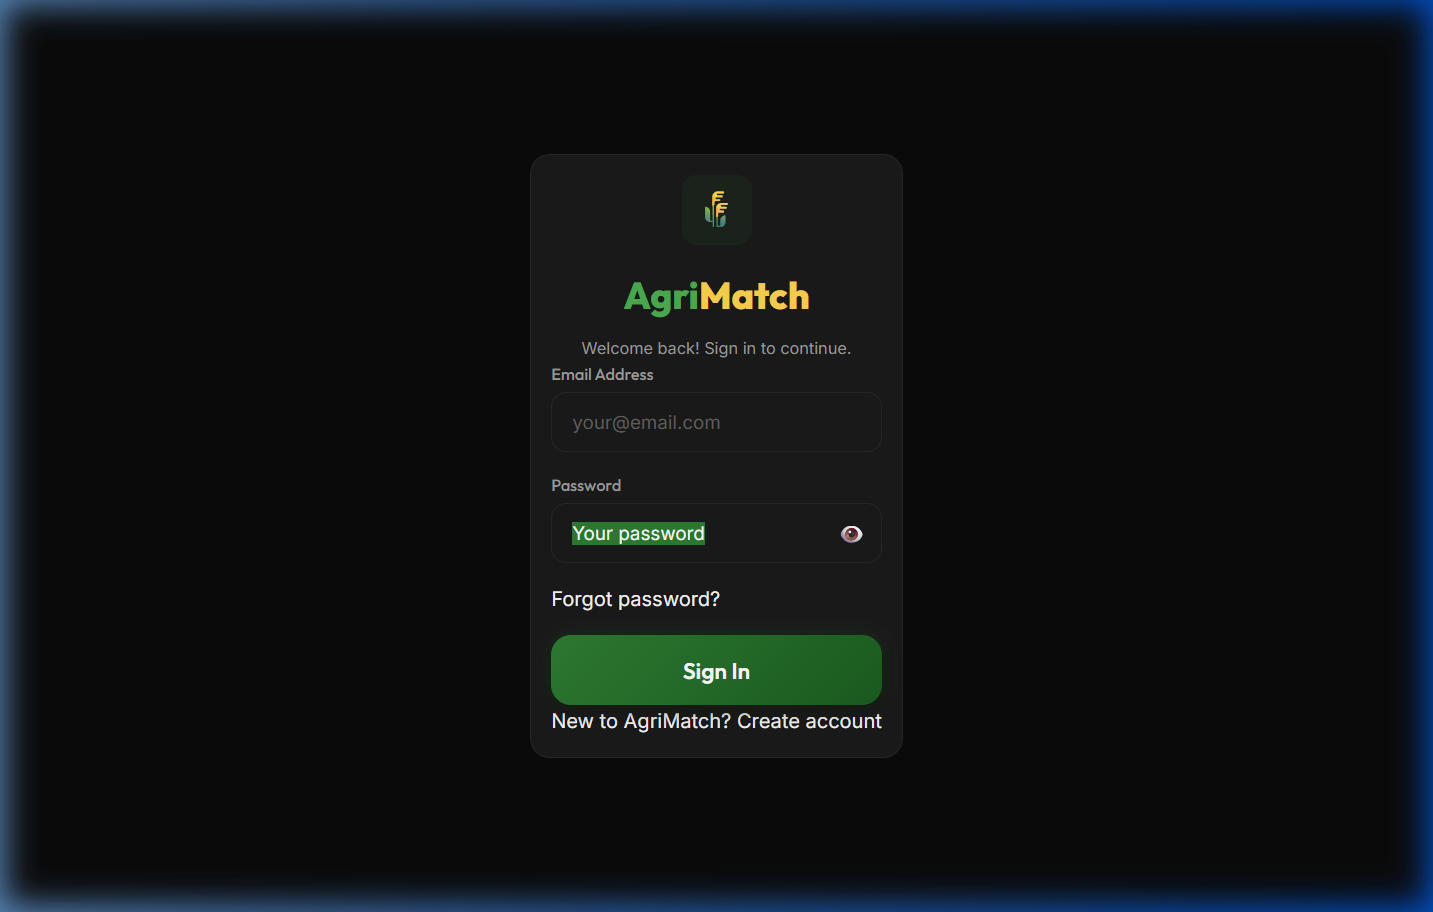 AgriMatch
Welcome back! Sign in to continue.
Email Address
your@email.com
Password
Your password
Forgot password?
Sign In
New to AgriMatch? Create account